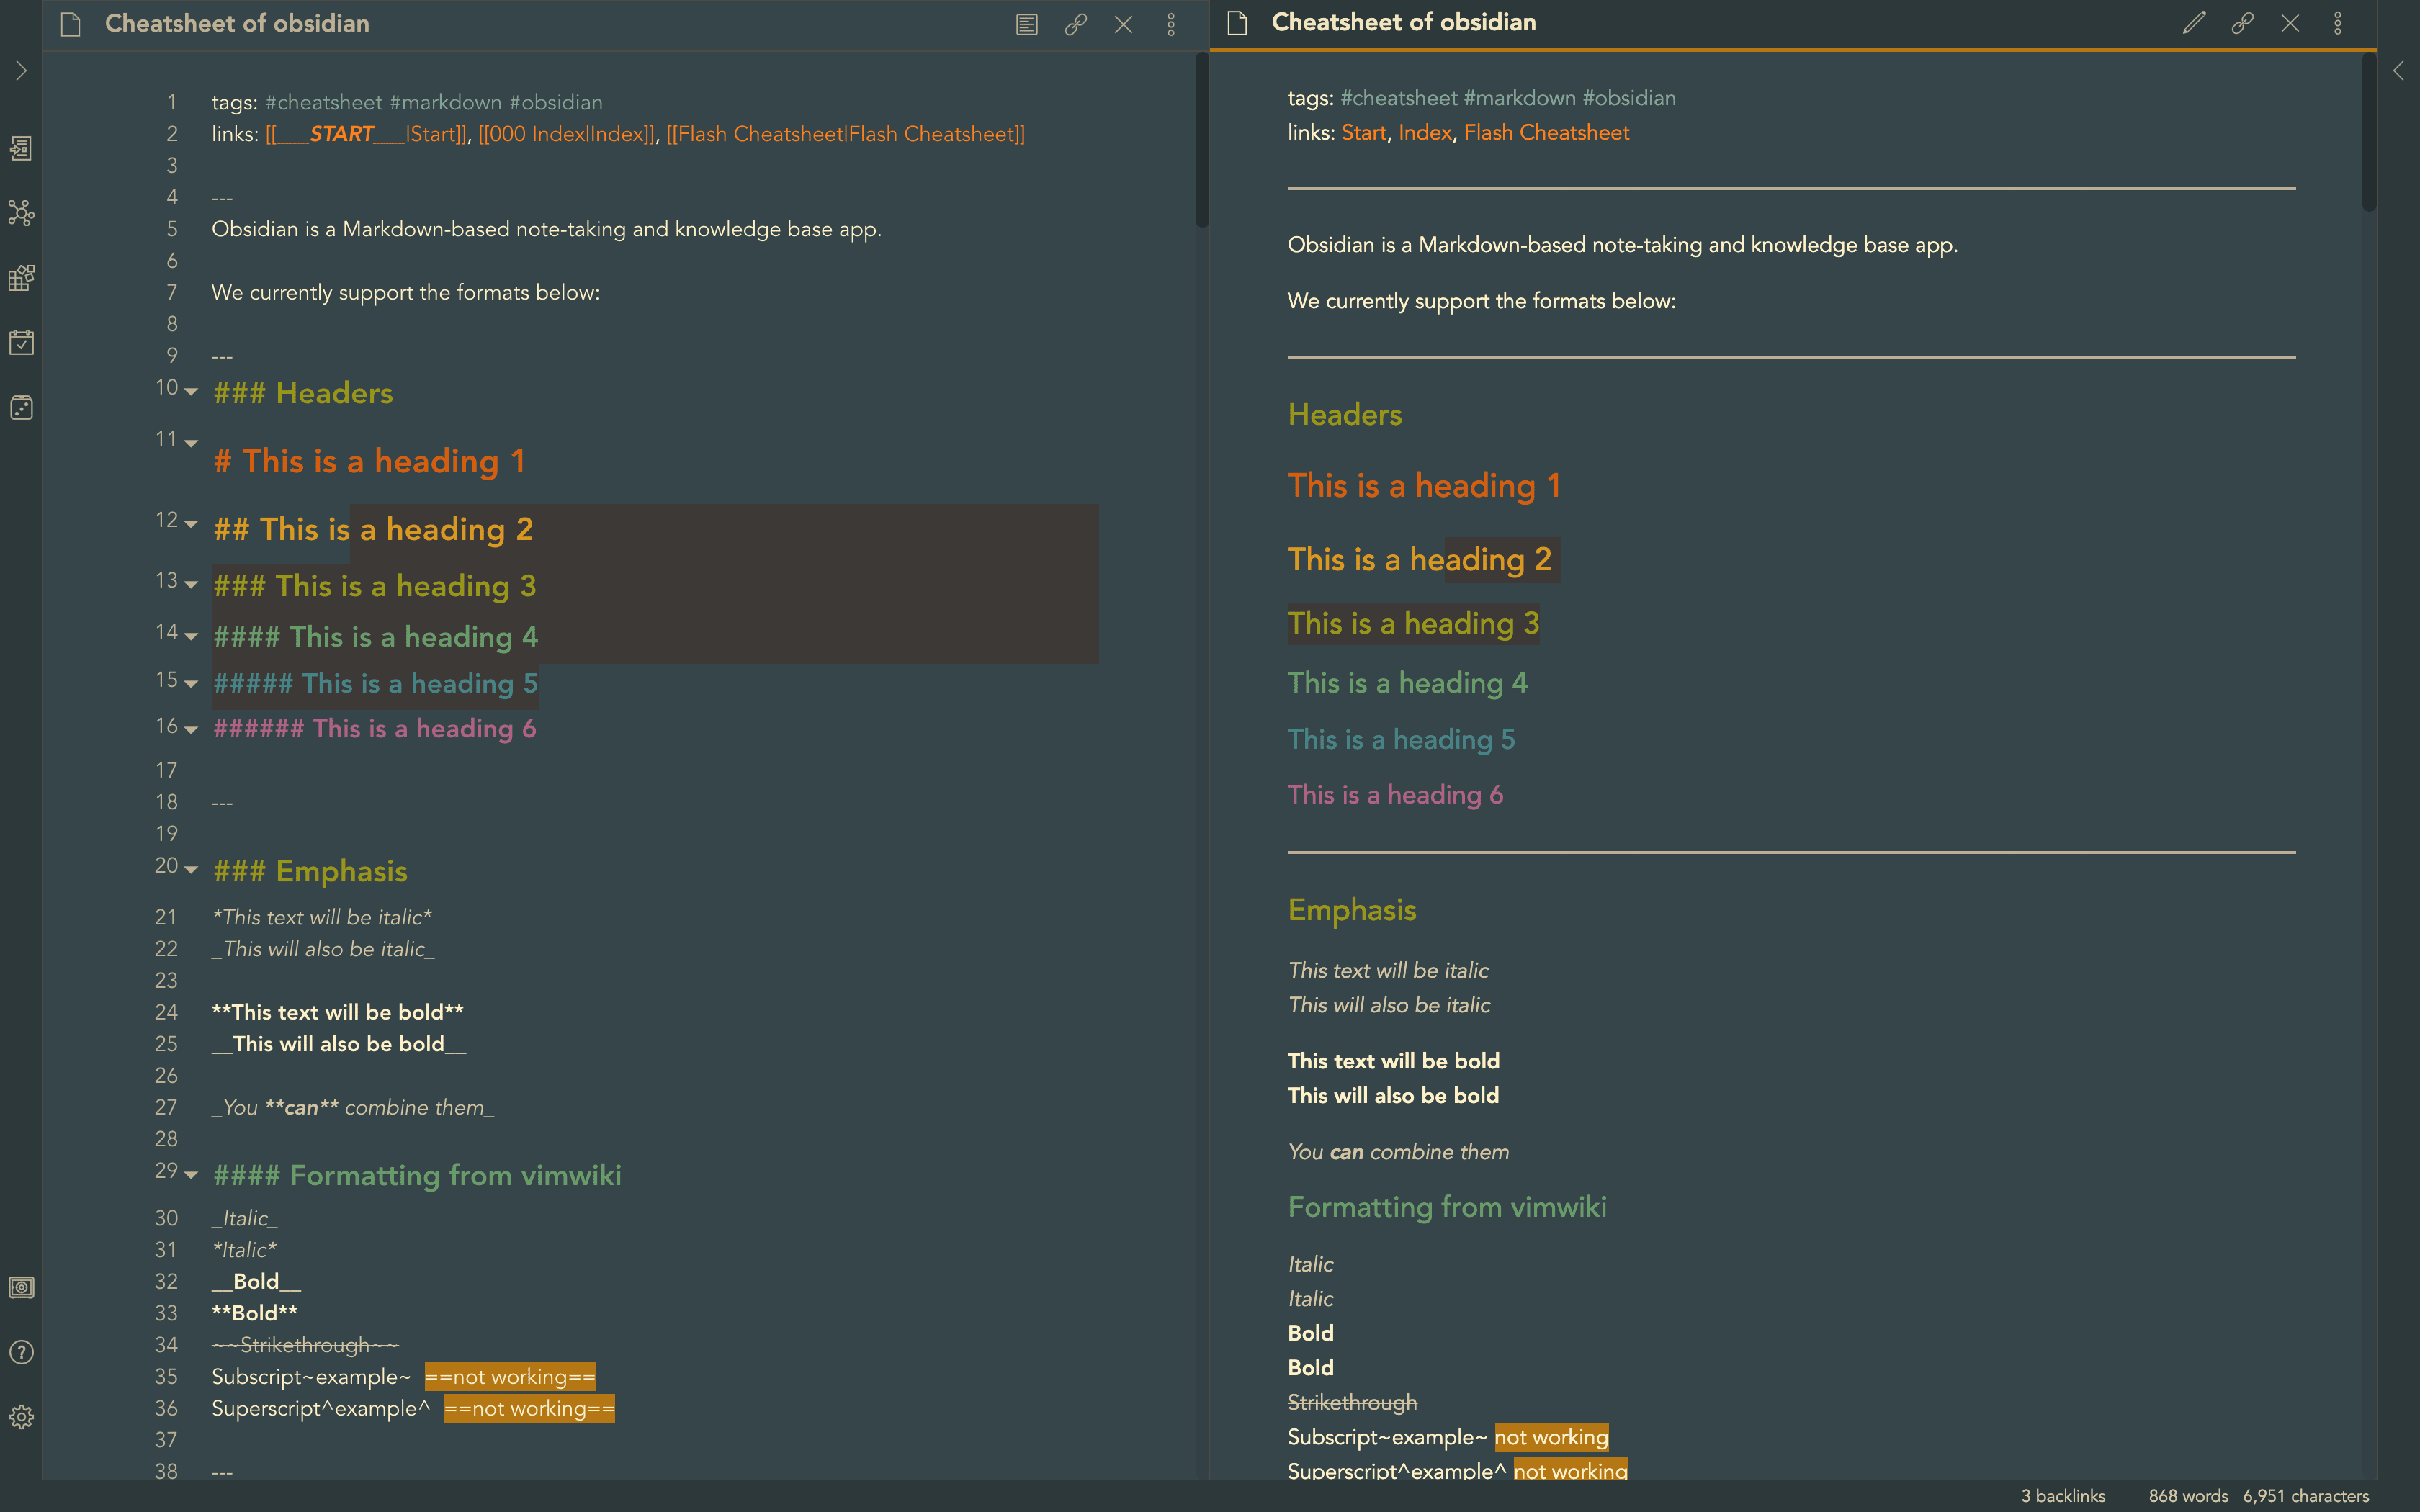 Cheatsheet of obsidian
1 tags: #cheatsheet #markdown #obsidian
2 links: [[___START___|Start]], [[000 Index|Index]], [[Flash Cheatsheet|Flash Cheatsheet]]
3
4 ---
5 Obsidian is a Markdown-based note-taking and knowledge base app.
6
7 We currently support the formats below:
8
9 ---
10 ### Headers
11 # This is a heading 1
12 ## This is a heading 2
13 ### This is a heading 3
14 #### This is a heading 4
15 ##### This is a heading 5
16 ###### This is a heading 6
17
18 ---
19
20 ### Emphasis
21 *This text will be italic*
22 _This will also be italic_
23
24 **This text will be bold**
25 __This will also be bold__
26
27 _You **can** combine them_
28
29 #### Formatting from vimwiki
30 _Italic_
31 *Italic*
32 __Bold__
33 **Bold**
34 ~~Strikethrough~~
35 Subscript~example~ ==not working==
36 Superscript^example^ ==not working==
37
38 ---
Cheatsheet of obsidian
tags: #cheatsheet #markdown #obsidian
links: Start, Index, Flash Cheatsheet
Obsidian is a Markdown-based note-taking and knowledge base app.
We currently support the formats below:
Headers
This is a heading 1
This is a heading 2
This is a heading 3
This is a heading 4
This is a heading 5
This is a heading 6
Emphasis
This text will be italic
This will also be italic
This text will be bold
This will also be bold
You can combine them
Formatting from vimwiki
Italic
Italic
Bold
Bold
Strikethrough
Subscript~example~ not working
Superscript^example^ not working
3 backlinks 868 words 6,951 characters